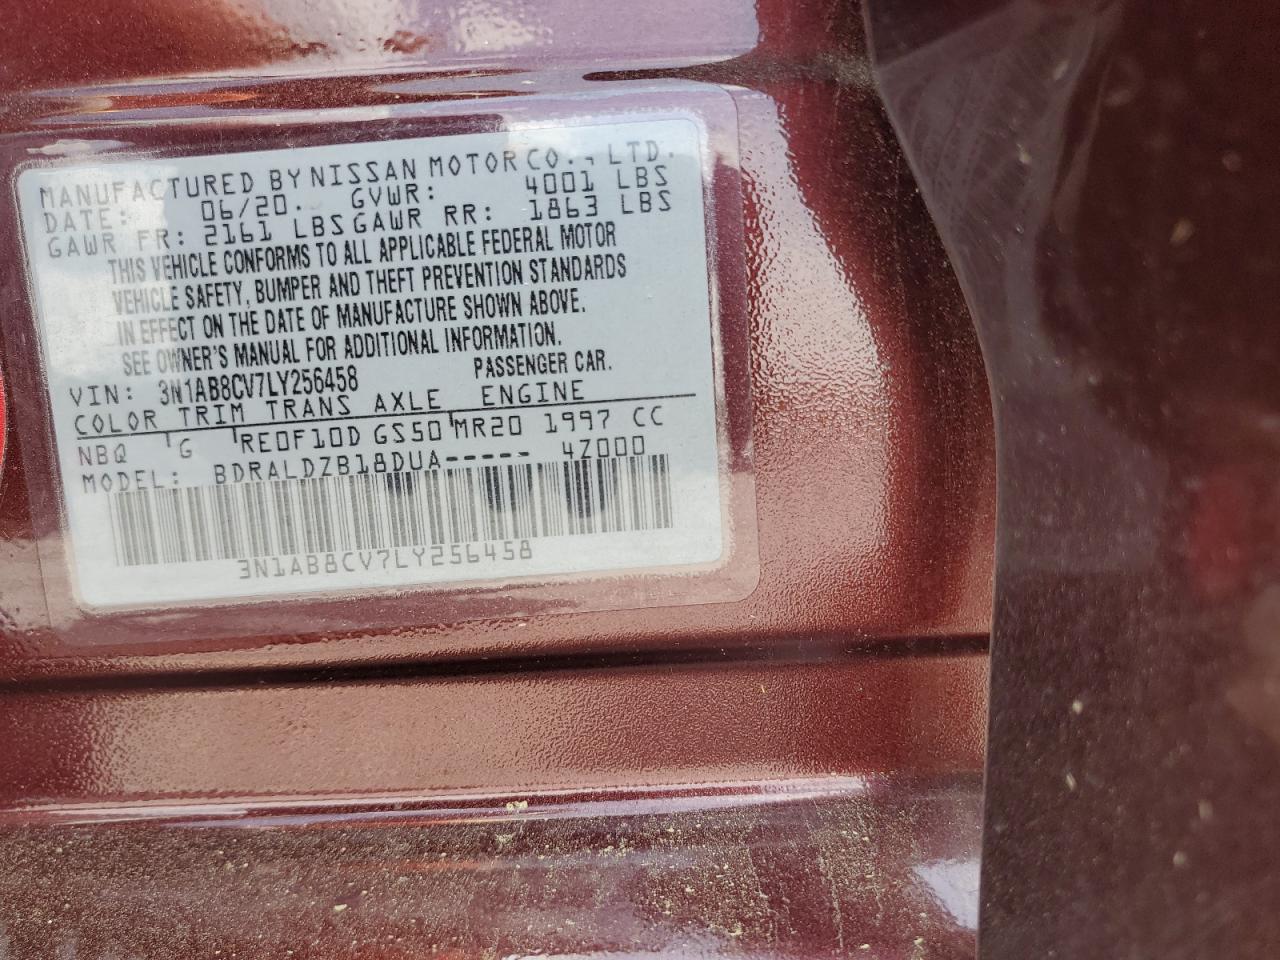 MANUFACTURED BY NISSAN MOTOR CO., LTD.
DATE: 06/20. GVWR: 4001 LBS
GAWR FR: 2161 LBS GAWR RR: 1863 LBS
THIS VEHICLE CONFORMS TO ALL APPLICABLE FEDERAL MOTOR
VEHICLE SAFETY, BUMPER AND THEFT PREVENTION STANDARDS
IN EFFECT ON THE DATE OF MANUFACTURE SHOWN ABOVE.
SEE OWNER'S MANUAL FOR ADDITIONAL INFORMATION.
PASSENGER CAR.
VIN: 3N1AB8CV7LY256458
COLOR TRIM TRANS AXLE ENGINE
NBQ G RE0F10D GS50 MR20 1997 CC
MODEL: BDRALDZB18DUA----- 4Z000
3N1AB8CV7LY256458